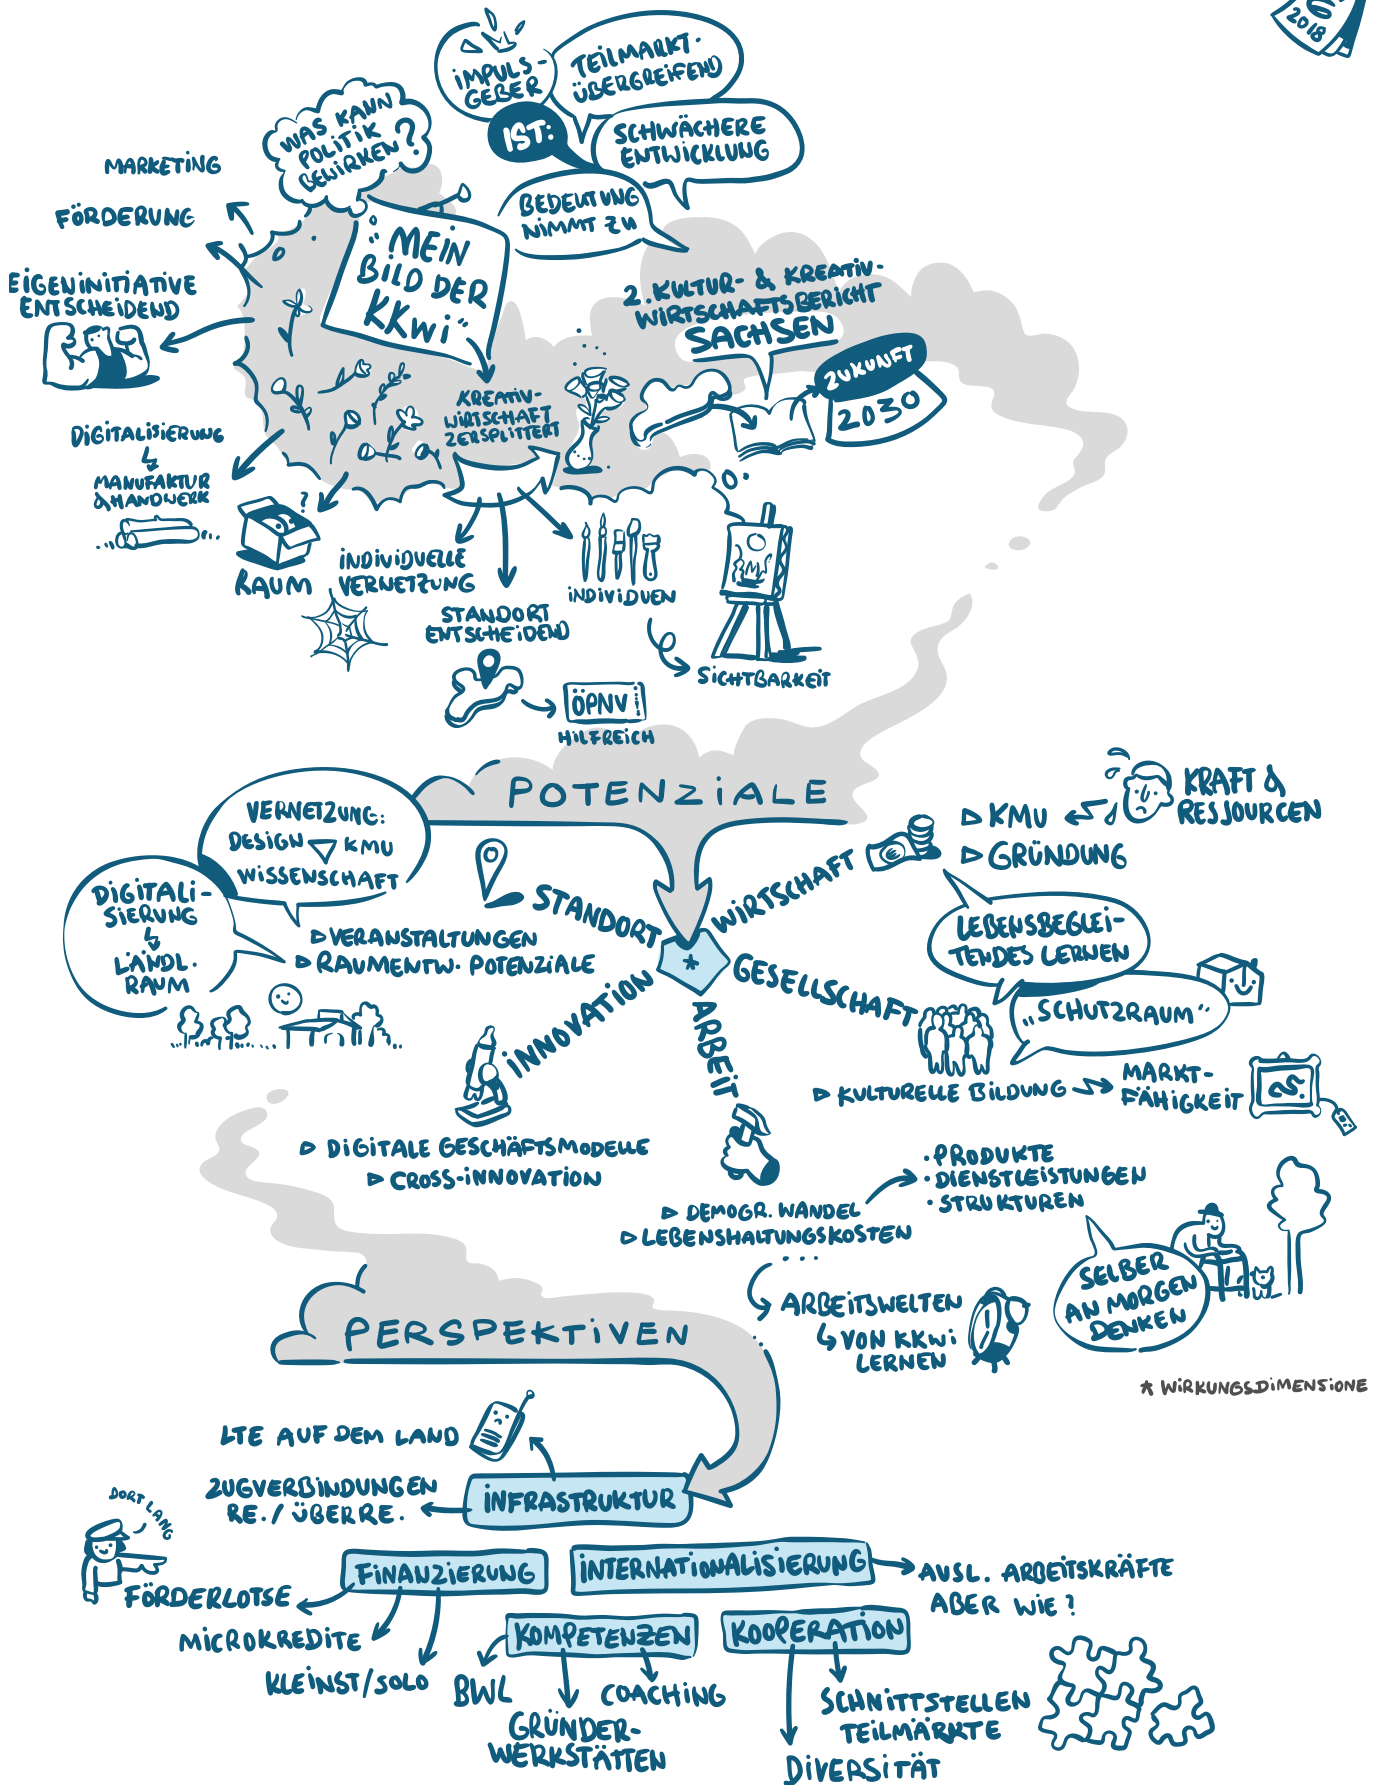 2018
IMPULS-
GEBER
TEILMARKT-
ÜBERGREIFEND
IST:
SCHWÄCHERE
ENTWICKLUNG
BEDEUTUNG
NIMMT ZU
WAS KANN
POLITIK
BEWIRKEN?
MARKETING
FÖRDERUNG
EIGENINITIATIVE
ENTSCHEIDEND
"MEIN
BILD DER
KKWi"
2. KULTUR- & KREATIV-
WIRTSCHAFTSBERICHT
SACHSEN
ZUKUNFT
2030
KREATIV-
WIRTSCHAFT
ZERSPLITTERT
DIGITALISIERUNG
MANUFAKTUR
& HANDWERK
?
RAUM
INDIVIDUELLE
VERNETZUNG
STANDORT
ENTSCHEIDEND
INDIVIDUEN
SICHTBARKEIT
ÖPNV
HILFREICH
POTENZIALE
VERNETZUNG:
DESIGN KMU
WISSENSCHAFT
DIGITALI-
SIERUNG
LÄNDL.
RAUM
STANDORT
VERANSTALTUNGEN
RAUMENTW. POTENZIALE
WIRTSCHAFT
KMU
GRÜNDUNG
KRAFT &
RESSOURCEN
LEBENSBEGLEI-
TENDES LERNEN
*
GESELLSCHAFT
„SCHUTZRAUM"
KULTURELLE BILDUNG
MARKT-
FÄHIGKEIT
INNOVATION
DIGITALE GESCHÄFTSMODELLE
CROSS-INNOVATION
ARBEIT
DEMOGR. WANDEL
LEBENSHALTUNGSKOSTEN
...
· PRODUKTE
· DIENSTLEISTUNGEN
· STRUKTUREN
SELBER
AN MORGEN
DENKEN
ARBEITSWELTEN
VON KKWi
LERNEN
* WIRKUNGSDIMENSIONE
PERSPEKTIVEN
LTE AUF DEM LAND
ZUGVERBINDUNGEN
RE./ÜBERRE.
INFRASTRUKTUR
DORT LANG
FINANZIERUNG
FÖRDERLOTSE
MICROKREDITE
KLEINST/SOLO
INTERNATIONALISIERUNG
AUSL. ARBEITSKRÄFTE
ABER WIE?
KOMPETENZEN
BWL
GRÜNDER-
WERKSTÄTTEN
COACHING
KOOPERATION
SCHNITTSTELLEN
TEILMÄRKTE
DIVERSITÄT